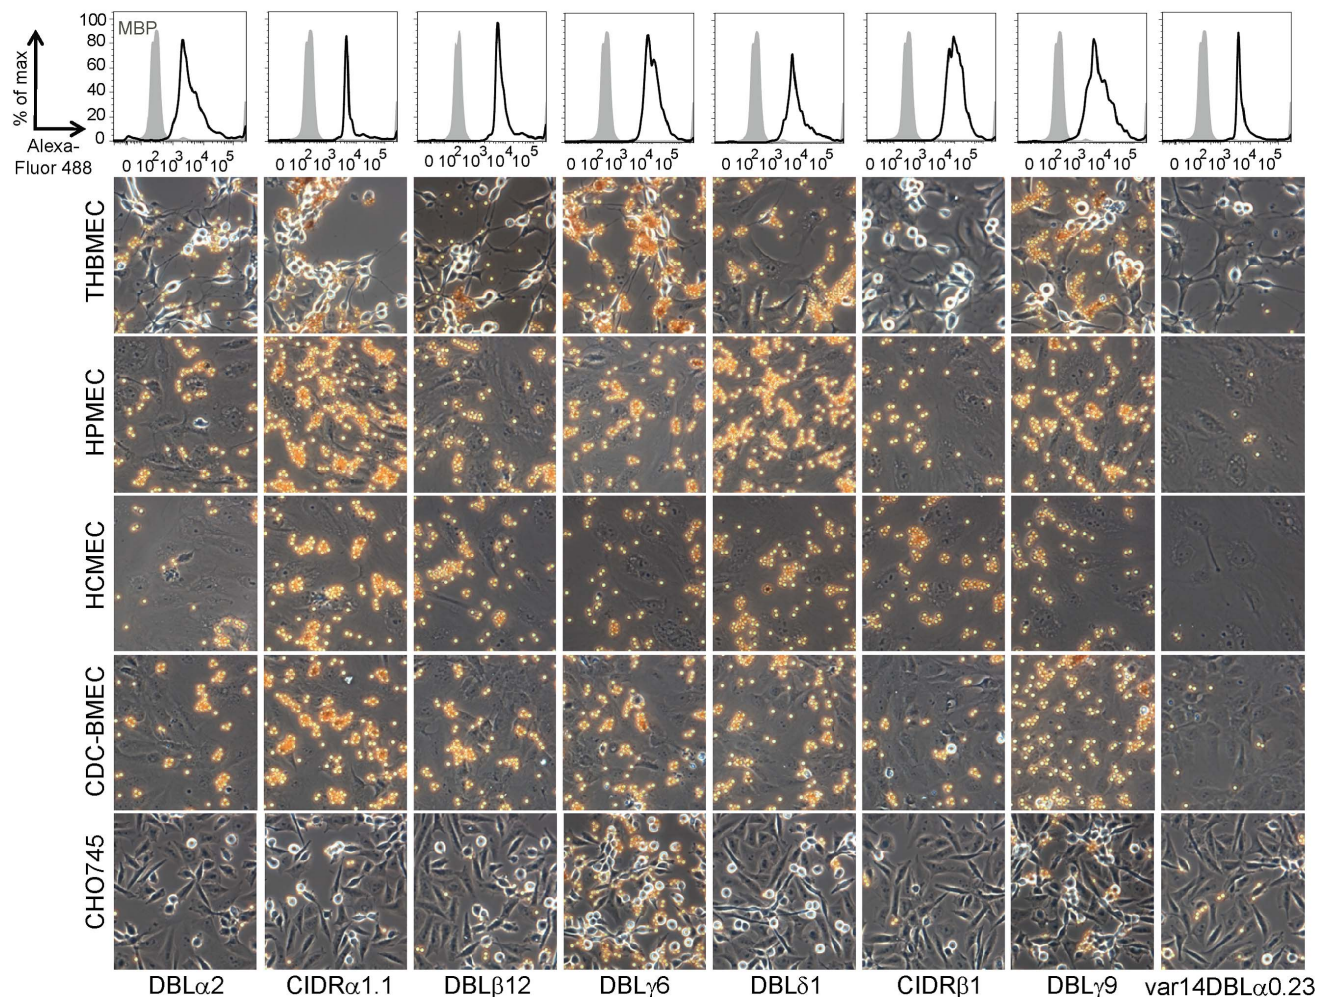 100
80
60
40
20
0
% of max
MBP
Alexa-
Fluor 488
0 10² 10³ 10⁴ 10⁵
0 10² 10³ 10⁴ 10⁵
0 10² 10³ 10⁴ 10⁵
0 10² 10³ 10⁴ 10⁵
0 10² 10³ 10⁴ 10⁵
0 10² 10³ 10⁴ 10⁵
0 10² 10³ 10⁴ 10⁵
0 10² 10³ 10⁴ 10⁵
THBMEC
HPMEC
HCMEC
CDC-BMEC
CHO745
DBLα2
CIDRα1.1
DBLβ12
DBLγ6
DBLδ1
CIDRβ1
DBLγ9
var14DBLα0.23